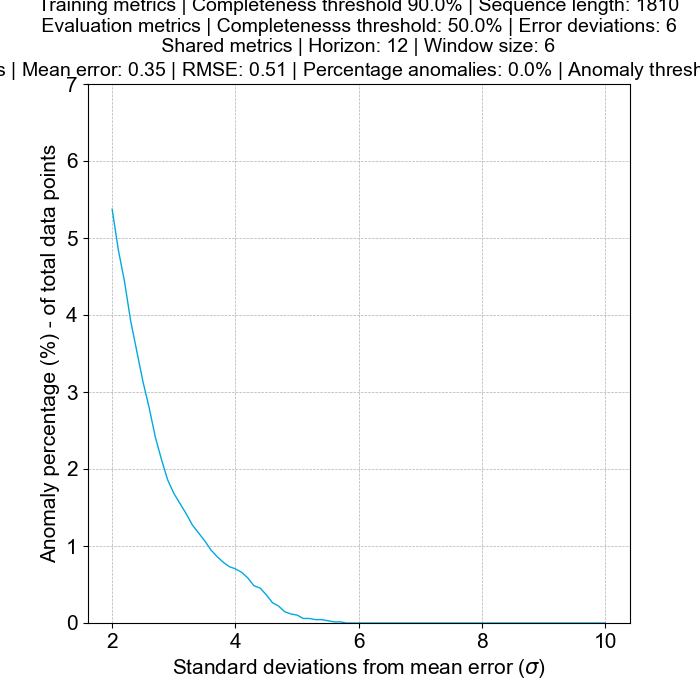 Training metrics | Completeness threshold 90.0% | Sequence length: 1810
Evaluation metrics | Completenesss threshold: 50.0% | Error deviations: 6
Shared metrics | Horizon: 12 | Window size: 6
s | Mean error: 0.35 | RMSE: 0.51 | Percentage anomalies: 0.0% | Anomaly thresh
7
6
5
4
3
2
1
0
Anomaly percentage (%) - of total data points
2 4 6 8 10
Standard deviations from mean error (σ)